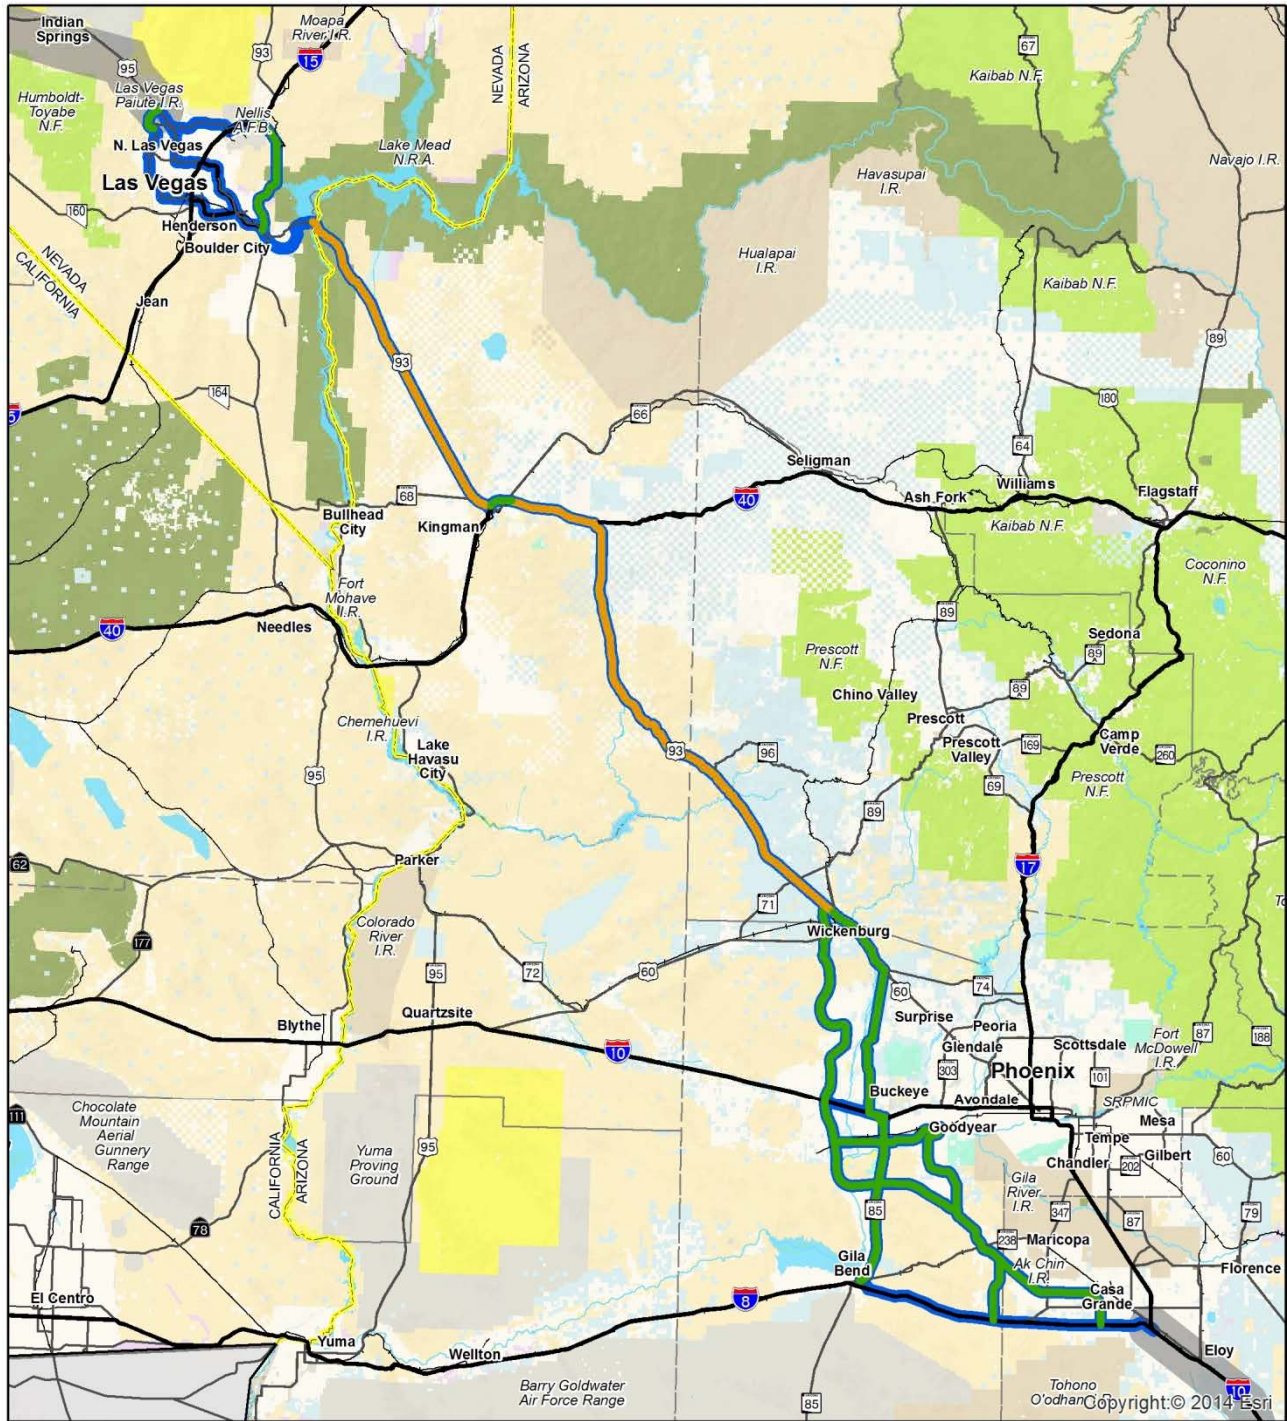 Indian
Springs
Moapa
River I.R.
93
15
95
Las Vegas
Paiute I.R.
Humboldt-
Toyabe
N.F.
Nellis
A.F.B.
N. Las Vegas
Las Vegas
160
Henderson
Boulder City
NEVADA
ARIZONA
Lake Mead
N.R.A.
67
Kaibab N.F.
Navajo I.R.
Havasupai
I.R.
Hualapai
I.R.
Kaibab N.F.
NEVADA
CALIFORNIA
Jean
93
89
164
66
180
64
5
Seligman
40
Ash Fork
Williams
Flagstaff
Kaibab N.F.
68
Bullhead
City
Kingman
Coconino
N.F.
Fort
Mohave
I.R.
40
Needles
89
Sedona
89
A
Prescott
N.F.
Chino Valley
89
A
Prescott
Chemehuevi
I.R.
Lake
Havasu
City
93
96
Prescott
Valley
169
Camp
Verde
260
95
69
Prescott
N.F.
89
62
Parker
17
71
Wickenburg
Colorado
River
I.R.
177
95
72
60
60
74
Quartzsite
Blythe
Surprise
Peoria
Glendale
Scottsdale
Fort
McDowell
I.R.
87
188
10
303
Phoenix
101
Buckeye
Avondale
SRPMIC
Mesa
111
Chocolate
Mountain
Aerial
Gunnery
Range
Goodyear
Tempe
Gilbert
Chandler
202
60
CALIFORNIA
ARIZONA
Yuma
Proving
Ground
95
Gila
River
I.R.
85
347
87
79
78
238
Maricopa
Gila
Bend
Ak Chin
I.R.
Florence
El Centro
8
Casa
Grande
Yuma
Wellton
Eloy
Barry Goldwater
Air Force Range
85
Tohono
10
Copyright:© 2014 Esri